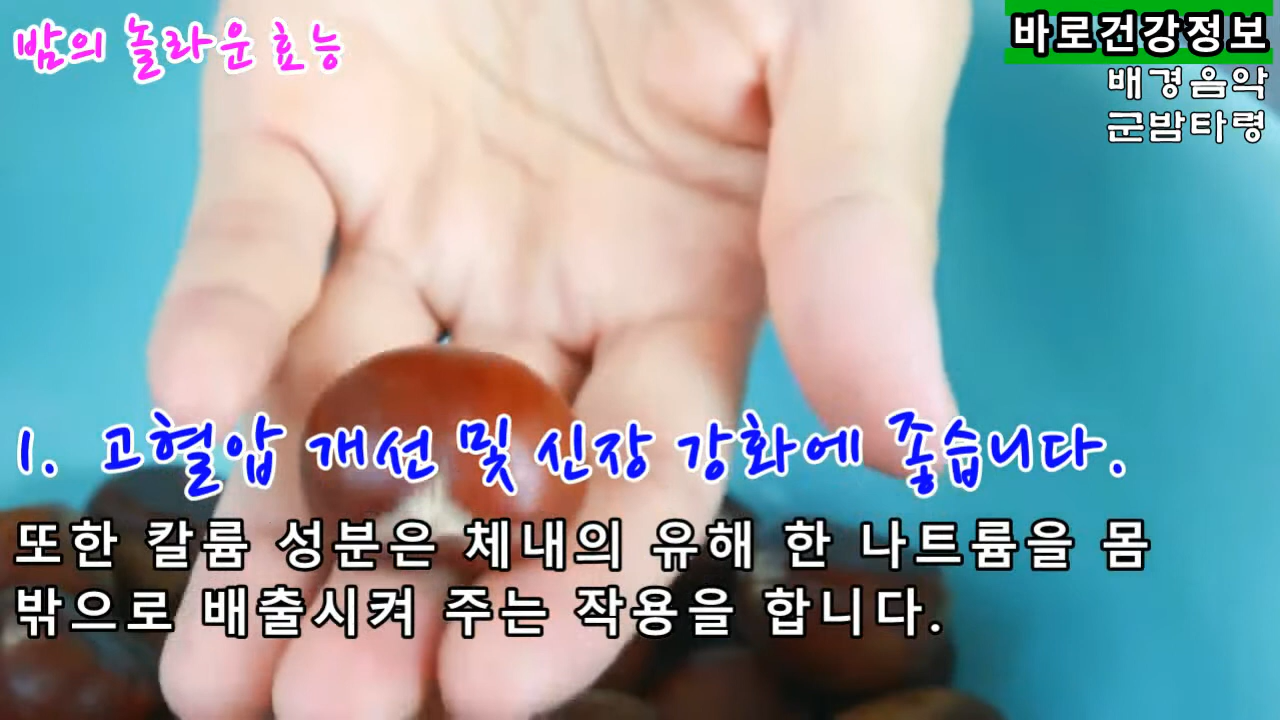 밤의 놀라운 효능
바로건강정보
배경음악
군밤타령
1. 고혈압 개선 및 신장 강화에 좋습니다.
또한 칼륨 성분은 체내의 유해 한 나트륨을 몸
밖으로 배출시켜 주는 작용을 합니다.